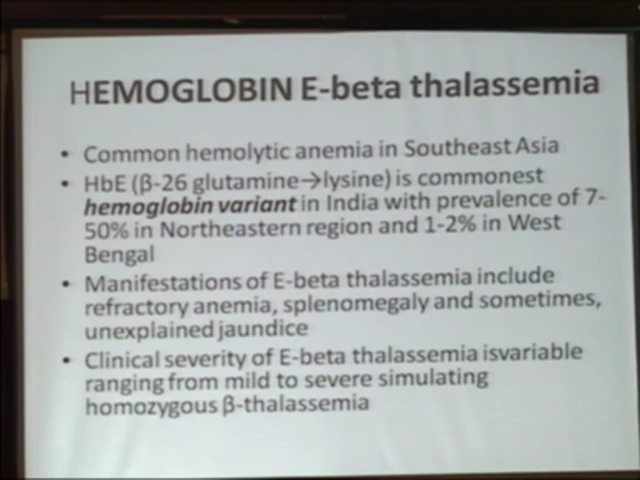 HEMOGLOBIN E-beta thalassemia
• Common hemolytic anemia in Southeast Asia
• HbE (β-26 glutamine→lysine) is commonest
hemoglobin variant in India with prevalence of 7-
50% in Northeastern region and 1-2% in West
Bengal
• Manifestations of E-beta thalassemia include
refractory anemia, splenomegaly and sometimes,
unexplained jaundice
• Clinical severity of E-beta thalassemia isvariable
ranging from mild to severe simulating
homozygous β-thalassemia